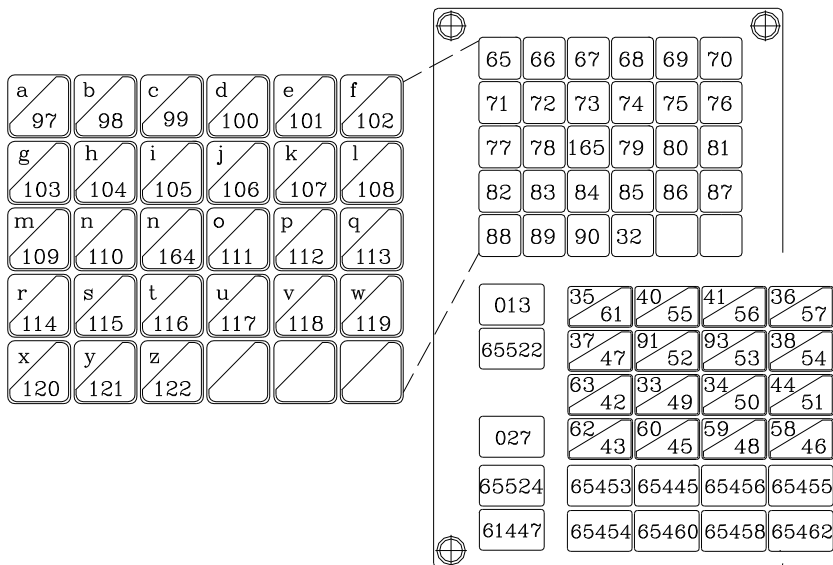 a 97 b 98 c 99 d 100 e 101 f 102
g 103 h 104 i 105 j 106 k 107 l 108
m 109 n 110 n 164 o 111 p 112 q 113
r 114 s 115 t 116 u 117 v 118 w 119
x 120 y 121 z 122
65 66 67 68 69 70
71 72 73 74 75 76
77 78 165 79 80 81
82 83 84 85 86 87
88 89 90 32
013 35 61 40 55 41 56 36 57
65522 37 47 91 52 93 53 38 54
63 42 33 49 34 50 44 51
027 62 43 60 45 59 48 58 46
65524 65453 65445 65456 65455
61447 65454 65460 65458 65462